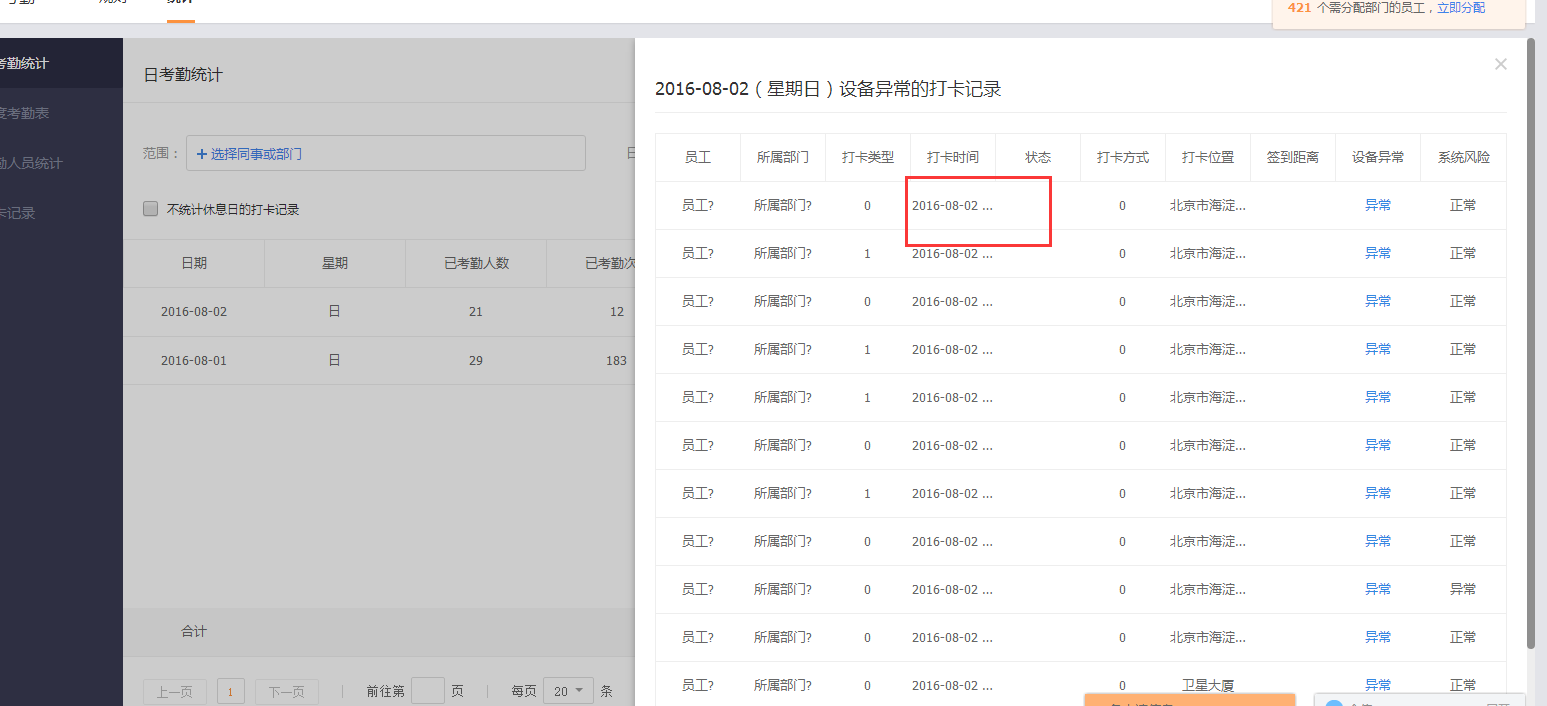 421 个需分配部门的员工，立即分配
考勤统计
度考勤表
勤人员统计
卡记录
日考勤统计
范围： + 选择同事或部门 日
不统计休息日的打卡记录
日期 星期 已考勤人数 已考勤次
2016-08-02 日 21 12
2016-08-01 日 29 183
合计
上一页 1 下一页 | 前往第 页 | 每页 20 条
×
2016-08-02（星期日）设备异常的打卡记录
员工 所属部门 打卡类型 打卡时间 状态 打卡方式 打卡位置 签到距离 设备异常 系统风险
员工? 所属部门? 0 2016-08-02 ... 0 北京市海淀... 异常 正常
员工? 所属部门? 1 2016-08-02 ... 0 北京市海淀... 异常 正常
员工? 所属部门? 0 2016-08-02 ... 0 北京市海淀... 异常 正常
员工? 所属部门? 1 2016-08-02 ... 0 北京市海淀... 异常 正常
员工? 所属部门? 1 2016-08-02 ... 0 北京市海淀... 异常 正常
员工? 所属部门? 0 2016-08-02 ... 0 北京市海淀... 异常 正常
员工? 所属部门? 1 2016-08-02 ... 0 北京市海淀... 异常 正常
员工? 所属部门? 0 2016-08-02 ... 0 北京市海淀... 异常 正常
员工? 所属部门? 0 2016-08-02 ... 0 北京市海淀... 异常 异常
员工? 所属部门? 0 2016-08-02 ... 0 北京市海淀... 异常 正常
员工? 所属部门? 0 2016-08-02 ... 0 卫星大厦 异常 正常